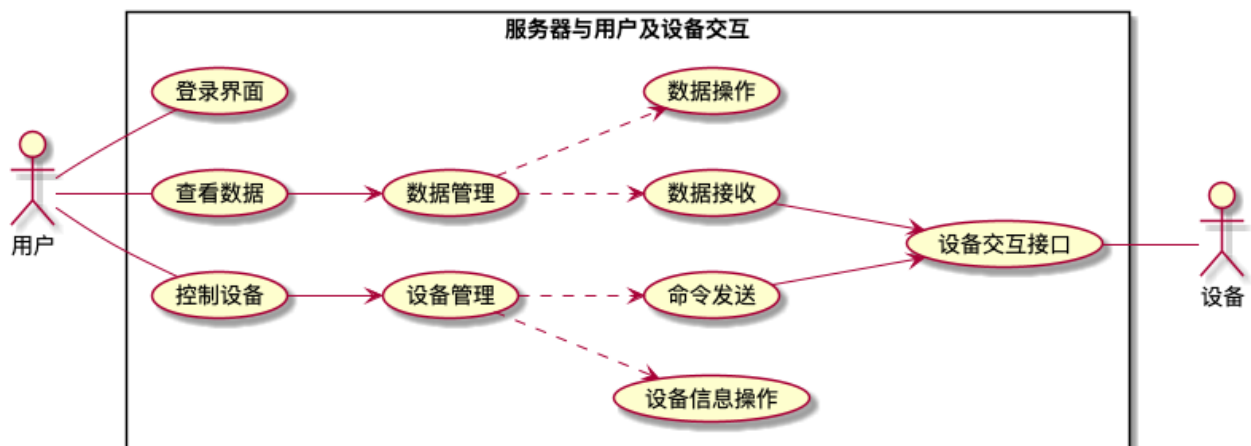 服务器与用户及设备交互
登录界面
数据操作
查看数据
数据管理
数据接收
用户
设备交互接口
控制设备
设备管理
命令发送
设备
设备信息操作